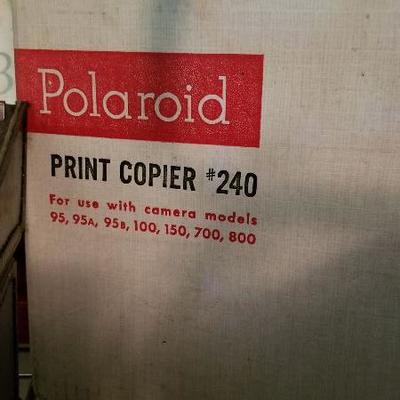 Polaroid
PRINT COPIER #240
For use with camera models
95, 95A, 95B, 100, 150, 700, 800